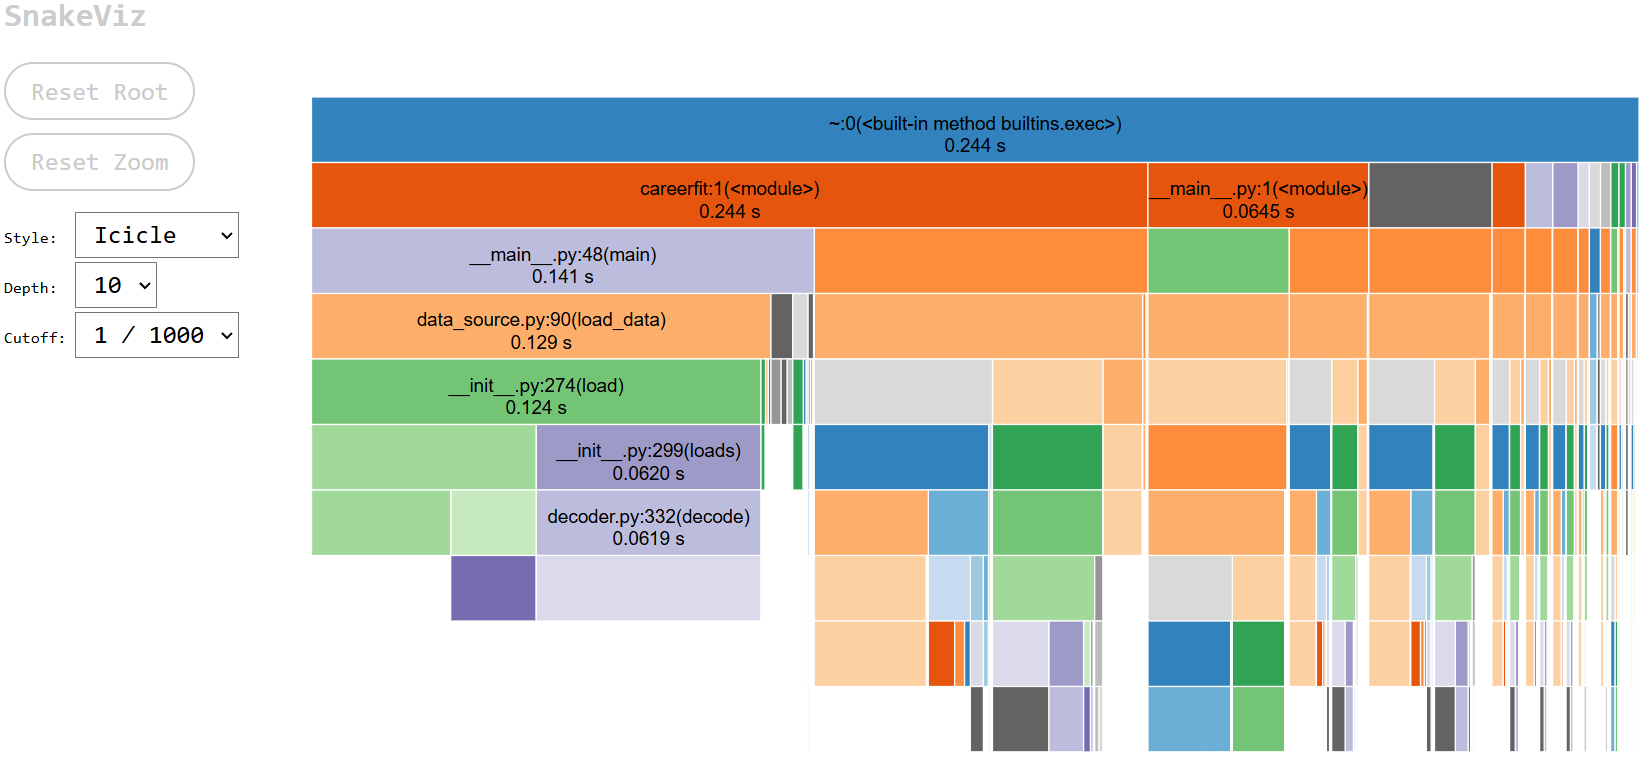 SnakeViz
Reset Root
Reset Zoom
Style: Icicle
Depth: 10
Cutoff: 1 / 1000
~:0(<built-in method builtins.exec>)
0.244 s
careerfit:1(<module>)
0.244 s
__main__.py:1(<module>)
0.0645 s
__main__.py:48(main)
0.141 s
data_source.py:90(load_data)
0.129 s
__init__.py:274(load)
0.124 s
__init__.py:299(loads)
0.0620 s
decoder.py:332(decode)
0.0619 s